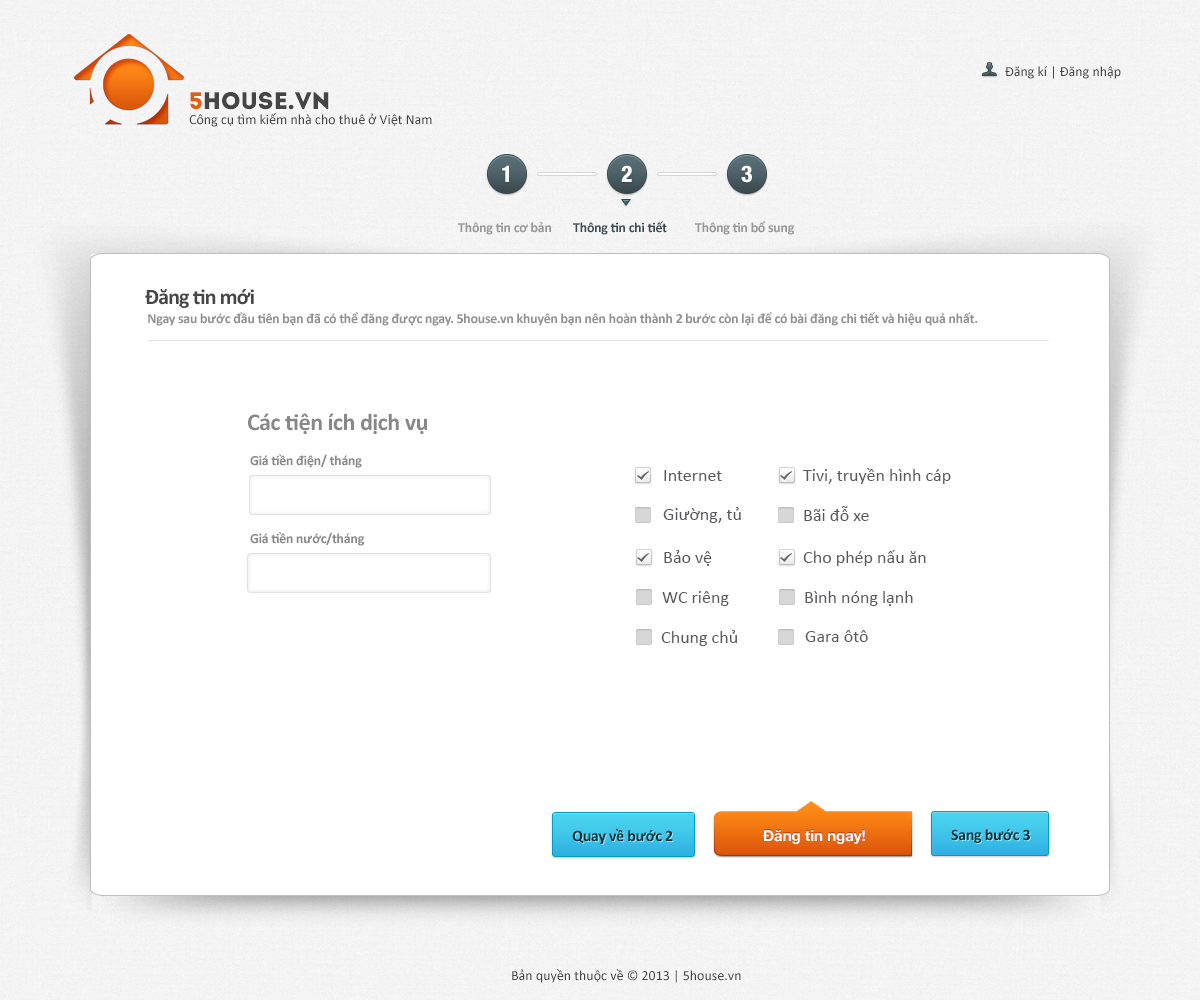 5HOUSE.VN
Công cụ tìm kiếm nhà cho thuê ở Việt Nam
Đăng kí | Đăng nhập
1 2 3
Thông tin cơ bản Thông tin chi tiết Thông tin bổ sung
Đăng tin mới
Ngay sau bước đầu tiên bạn đã có thể đăng được ngay. 5house.vn khuyên bạn nên hoàn thành 2 bước còn lại để có bài đăng chi tiết và hiệu quả nhất.
Các tiện ích dịch vụ
Giá tiền điện/ tháng
Giá tiền nước/tháng
Internet Tivi, truyền hình cáp
Giường, tủ Bãi đỗ xe
Bảo vệ Cho phép nấu ăn
WC riêng Bình nóng lạnh
Chung chủ Gara ôtô
Quay về bước 2 Đăng tin ngay! Sang bước 3
Bản quyền thuộc về © 2013 | 5house.vn